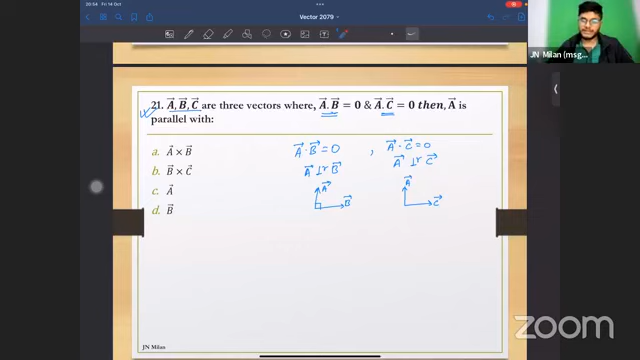 20:54 Fri 14 Oct
Vector 2079
JN Milan (msg...
21. A⃗, B⃗, C⃗ are three vectors where, A⃗. B⃗ = 0 & A⃗. C⃗ = 0 then, A⃗ is
parallel with:
a. A⃗ × B⃗
b. B⃗ × C⃗
c. A⃗
d. B⃗
A⃗ · B⃗ = 0 , A⃗ · C⃗ = 0
A⃗ ⊥r B⃗ A⃗ ⊥r C⃗
A⃗ A⃗
B⃗ C⃗
JN Milan
zoom